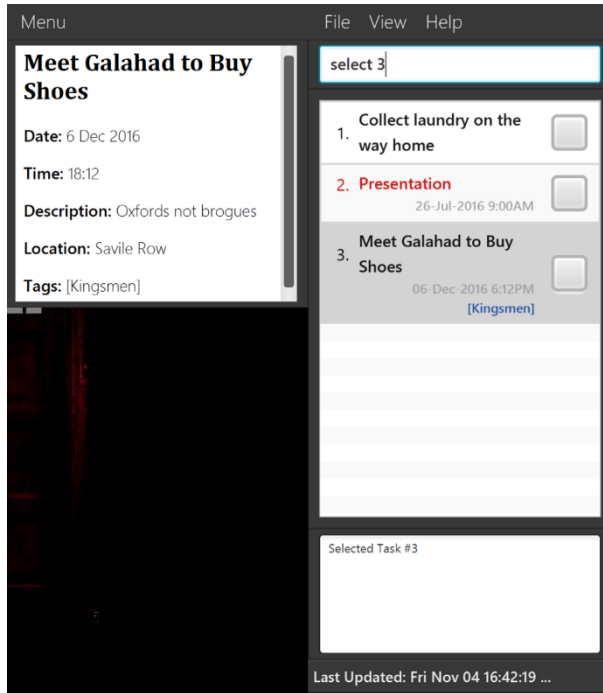 Menu
File View Help
Meet Galahad to Buy
Shoes
Date: 6 Dec 2016
Time: 18:12
Description: Oxfords not brogues
Location: Savile Row
Tags: [Kingsmen]
select 3
1. Collect laundry on the
way home
2. Presentation
26-Jul-2016 9:00AM
3. Meet Galahad to Buy
Shoes
06-Dec-2016 6:12PM
[Kingsmen]
Selected Task #3
Last Updated: Fri Nov 04 16:42:19 ...